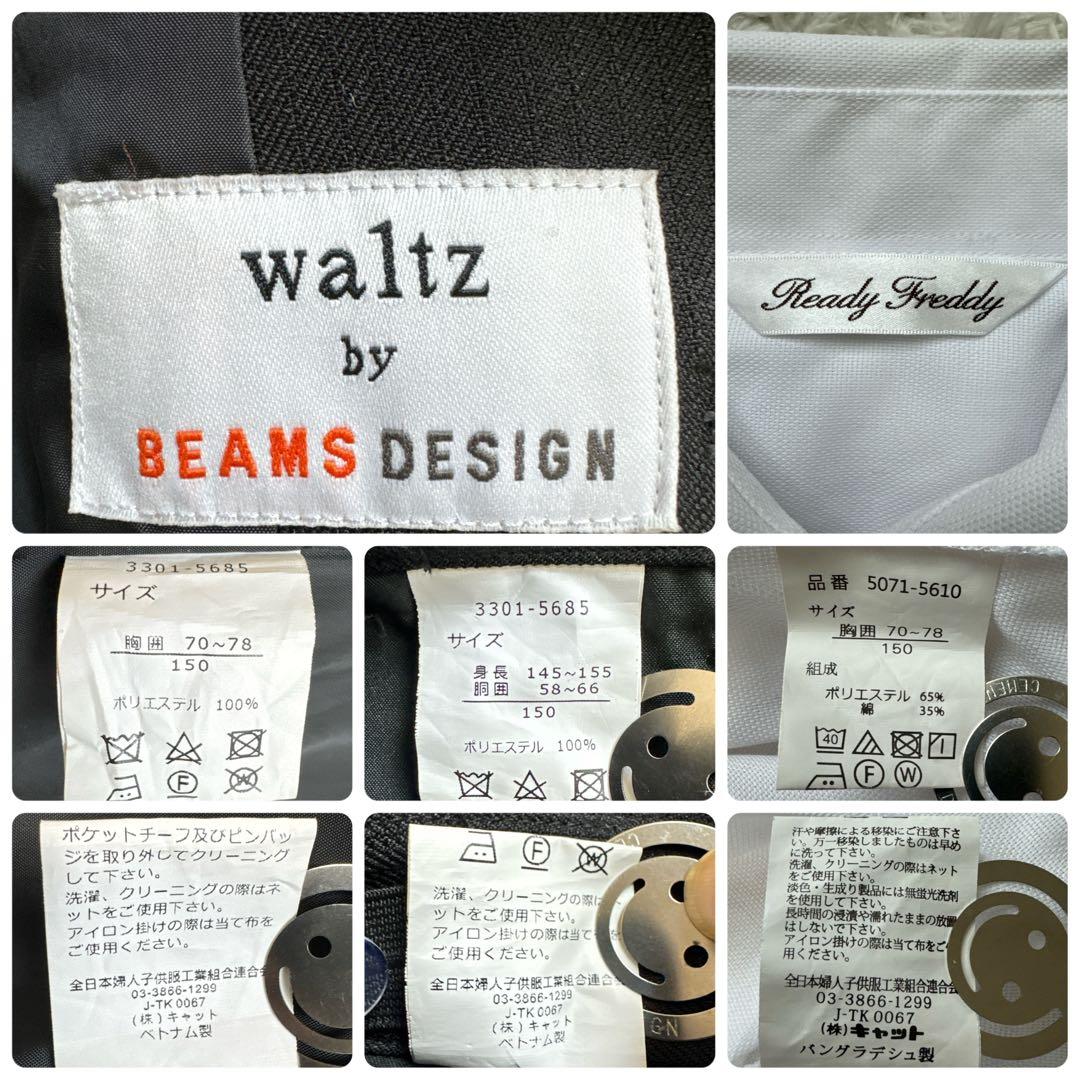 waltz
by
BEAMS DESIGN
Ready Freddy
3301-5685
サイズ
胸囲 70~78
150
ポリエステル 100%
3301-5685
サイズ
身長 145~155
胴囲 58~66
150
ポリエステル 100%
品番 5071-5610
サイズ
胸囲 70~78
150
組成
ポリエステル 65%
綿 35%
40
F W
ポケットチーフ及びピンバッ
ジを取り外してクリーニング
して下さい。
洗濯、クリーニングの際はネ
ットをご使用下さい。
アイロン掛けの際は当て布を
ご使用ください。
全日本婦人子供服工業組合連合会
03-3866-1299
J-TK 0067
(株)キャット
ベトナム製
F W
洗濯、クリーニングの際は
ットをご使用下さい。
アイロン掛けの際は当て布
ご使用ください。
全日本婦人子供服工業組合連合会
03-3866-1299
J-TK 0067
(株)キャット
ベトナム製
GN
汗や摩擦による移染にご注意下さ
い。万一移染しましたものは早め
に洗って下さい。
洗濯、クリーニングの際はネット
をご使用下さい。
淡色・生成り製品には無蛍光洗剤
をご使用下さい。
長時間の浸漬や濡れたままの放置
はしないで下さい。
アイロン掛けの際は当て布をご
用ください。
全日本婦人子供服工業組合連合会
03-3866-1299
J-TK 0067
(株)キャット
バングラデシュ製